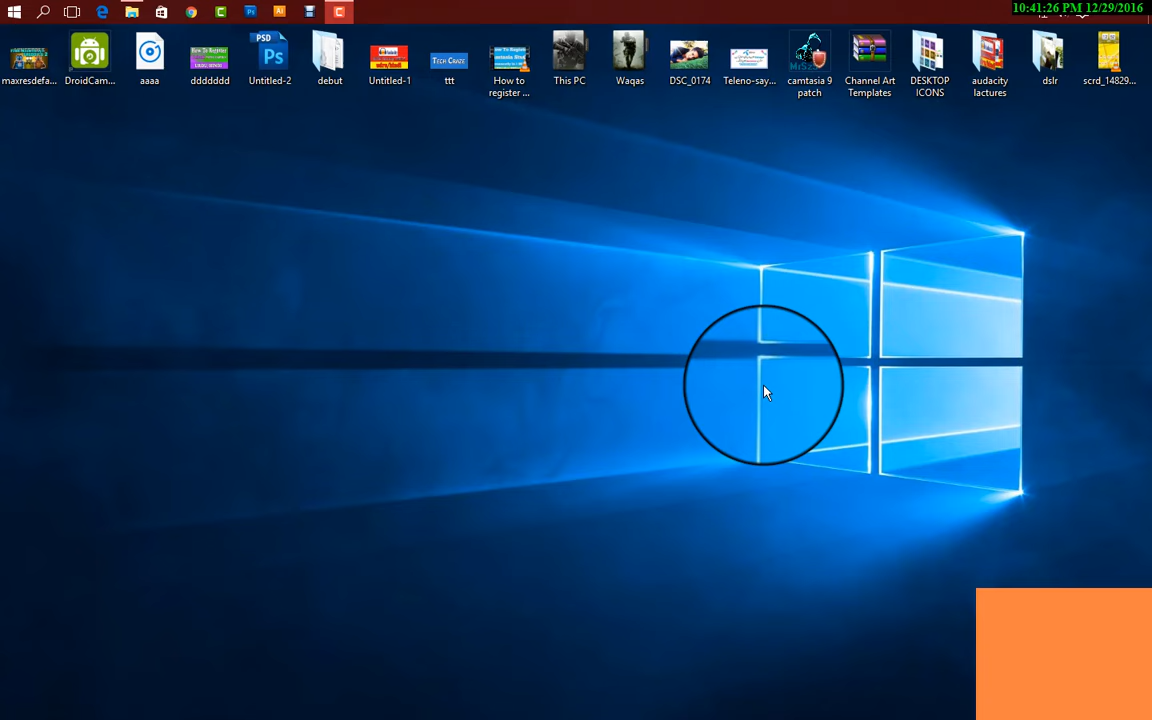 10:41:26 PM 12/29/2016
PSD
Ps
TECH CRAZE
maxresdefa...
DroidCam...
aaaa
ddddddd
Untitled-2
debut
Untitled-1
ttt
How to
register ...
This PC
Waqas
DSC_0174
Teleno-say...
camtasia 9
patch
Channel Art
Templates
DESKTOP
ICONS
audacity
lactures
dslr
scrd_14829...